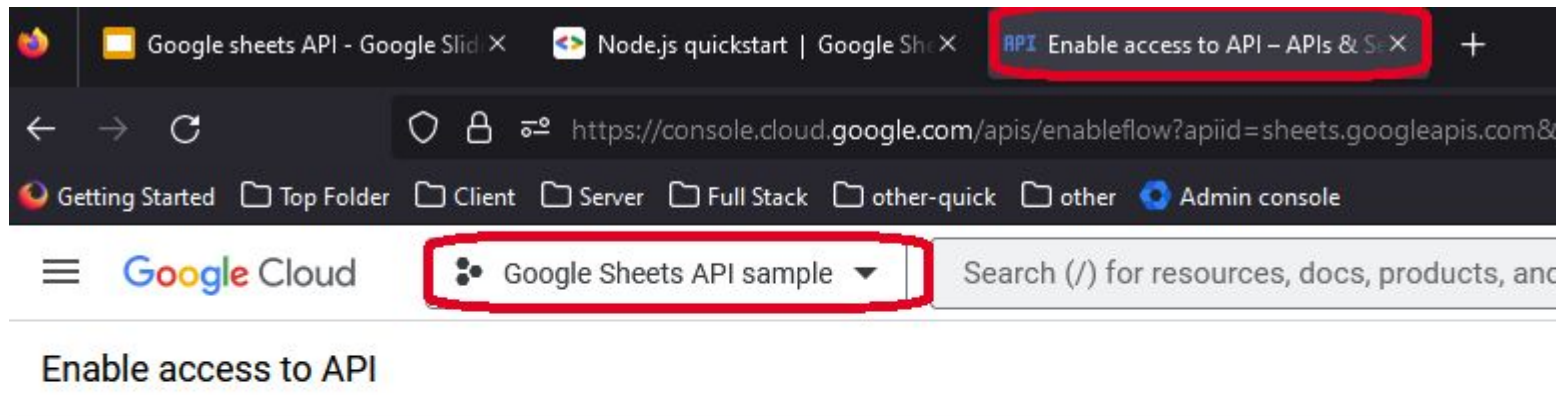 Google sheets API - Google Slid
Node.js quickstart | Google She
API Enable access to API – APIs & Se
https://console.cloud.google.com/apis/enableflow?apiid=sheets.googleapis.com&
Getting Started Top Folder Client Server Full Stack other-quick other Admin console
Google Cloud Google Sheets API sample Search (/) for resources, docs, products, and
Enable access to API